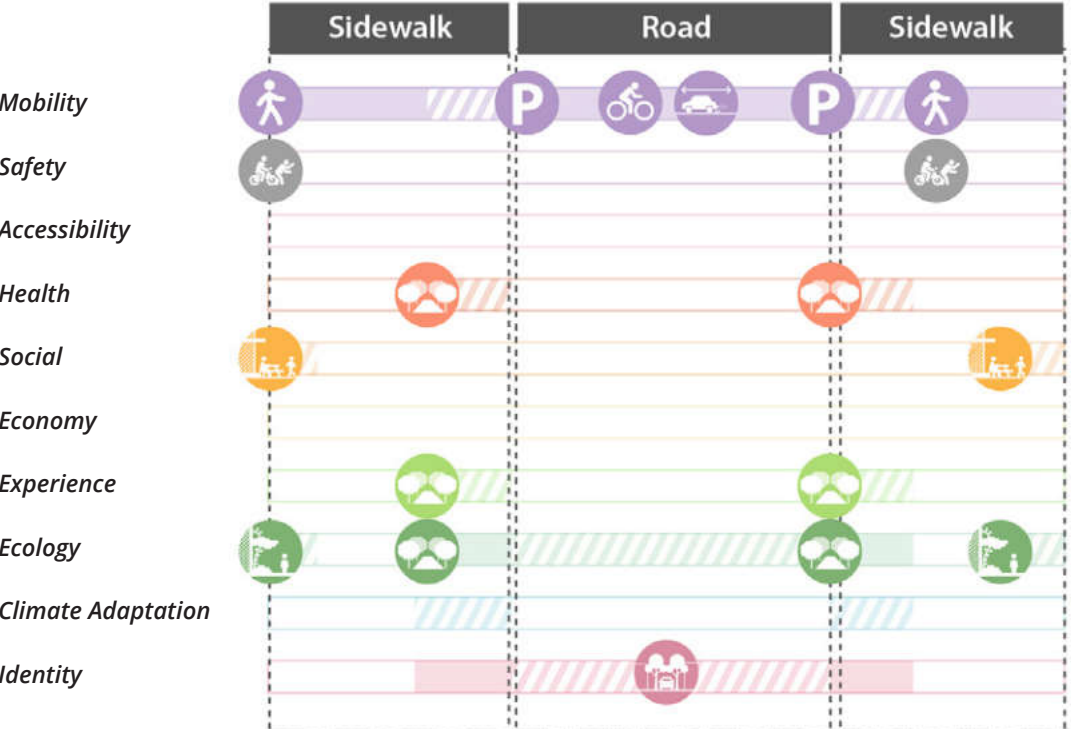 Sidewalk Road Sidewalk
Mobility P P
Safety
Accessibility
Health
Social
Economy
Experience
Ecology
Climate Adaptation
Identity